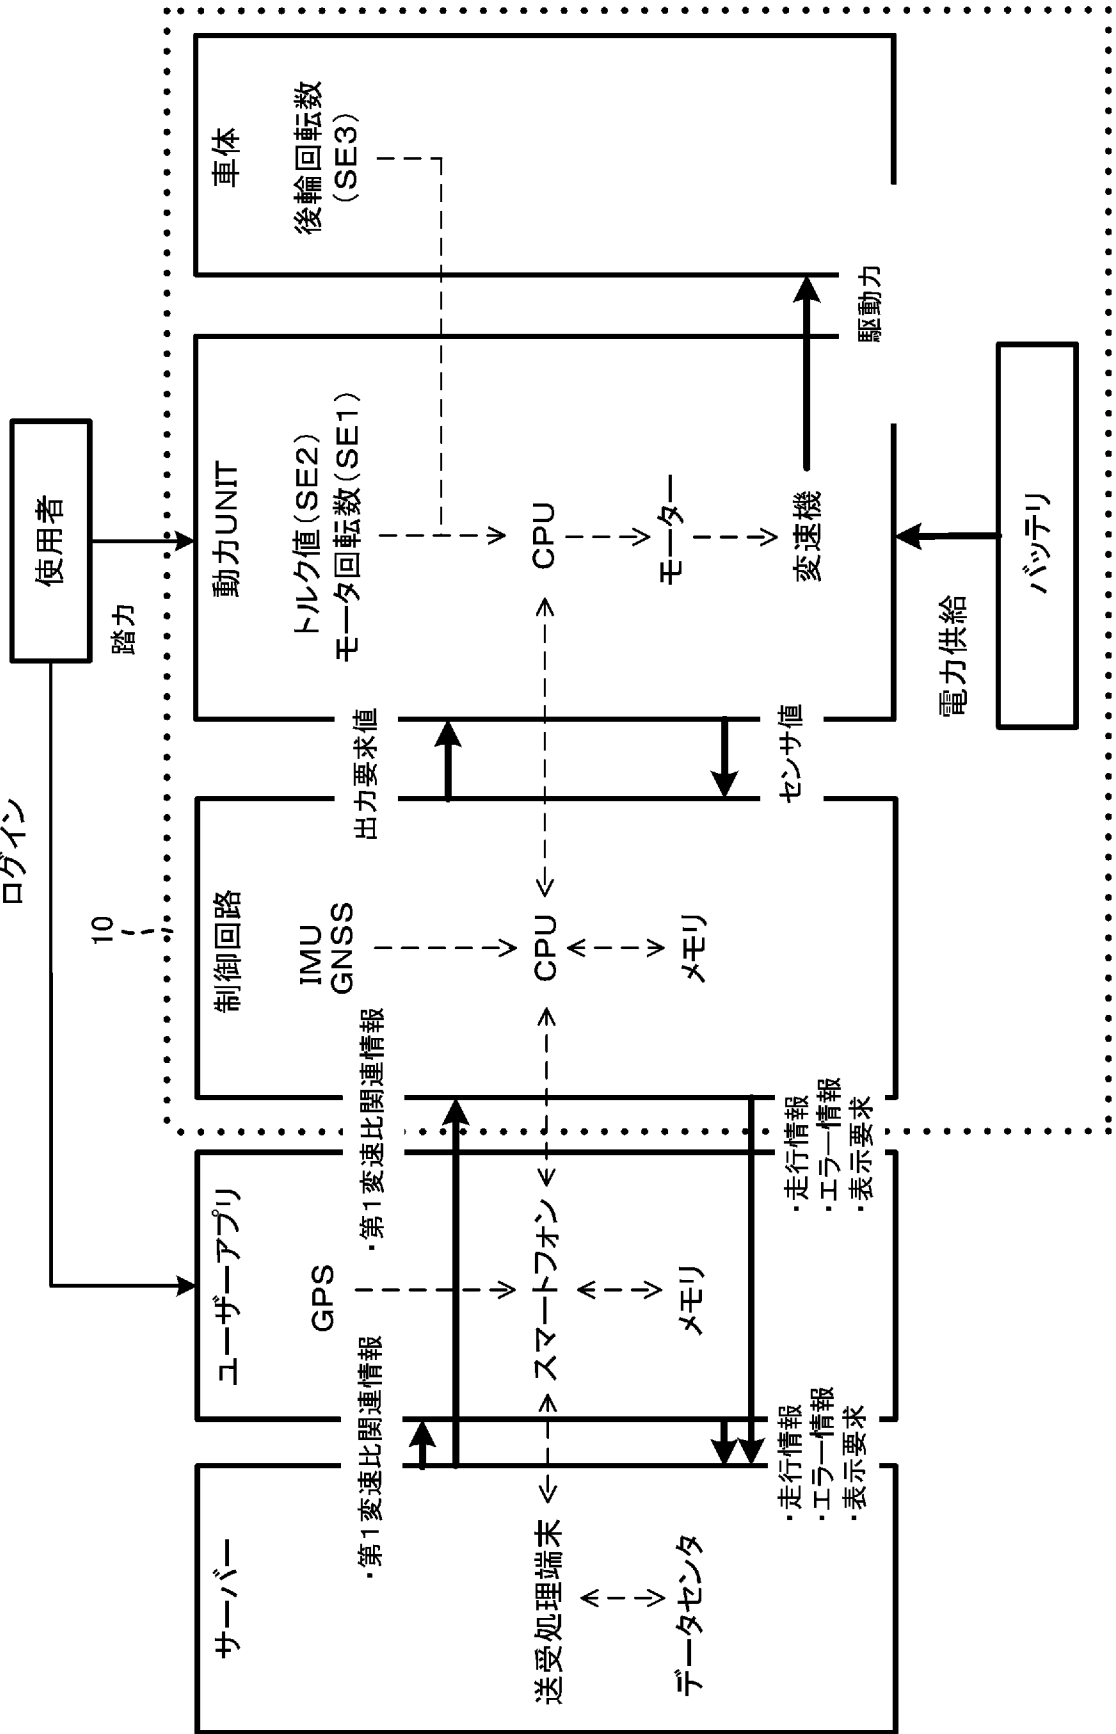 使用者
ログイン
踏力
10
サーバー
送受処理端末
データセンタ
・第1変速比関連情報
・走行情報
・エラー情報
・表示要求
ユーザーアプリ
GPS
スマートフォン
メモリ
・第1変速比関連情報
・走行情報
・エラー情報
・表示要求
制御回路
IMU
GNSS
CPU
メモリ
出力要求値
センサ値
動力UNIT
トルク値(SE2)
モータ回転数(SE1)
CPU
モーター
変速機
駆動力
車体
後輪回転数
(SE3)
電力供給
バッテリ